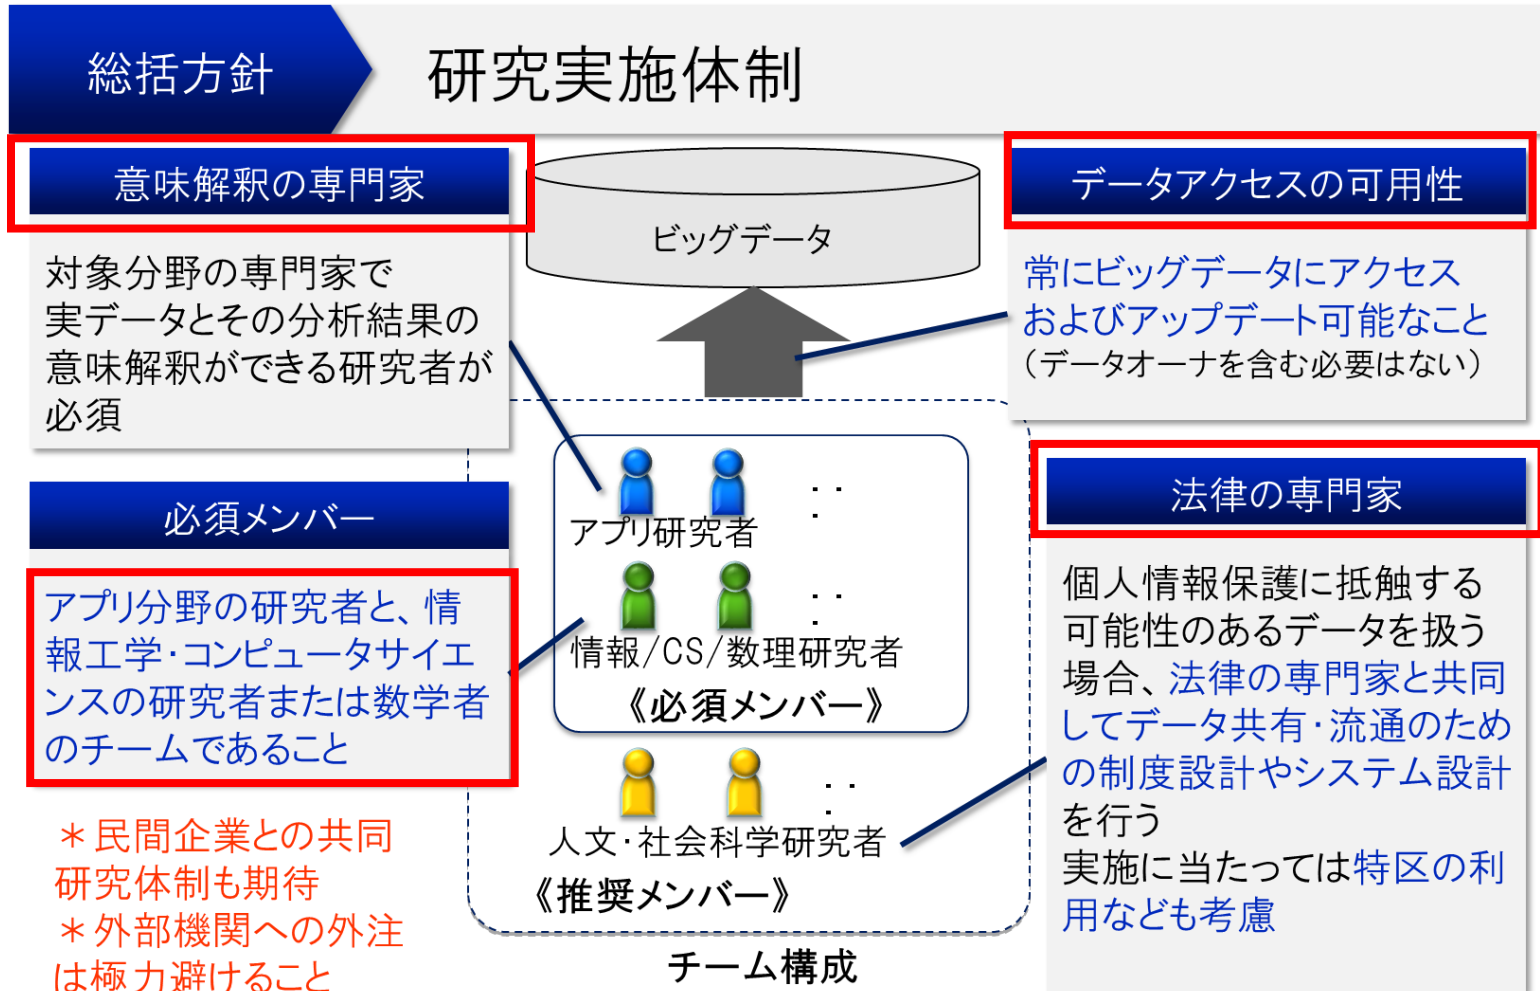 総括方針
研究実施体制
意味解釈の専門家
対象分野の専門家で
実データとその分析結果の
意味解釈ができる研究者が
必須
ビッグデータ
データアクセスの可用性
常にビッグデータにアクセス
およびアップデート可能なこと
（データオーナを含む必要はない）
必須メンバー
アプリ分野の研究者と、情
報工学・コンピュータサイエ
ンスの研究者または数学者
のチームであること
＊民間企業との共同
研究体制も期待
＊外部機関への外注
は極力避けること
アプリ研究者
情報/CS/数理研究者
《必須メンバー》
人文・社会科学研究者
《推奨メンバー》
チーム構成
法律の専門家
個人情報保護に抵触する
可能性のあるデータを扱う
場合、法律の専門家と共同
してデータ共有・流通のため
の制度設計やシステム設計
を行う
実施に当たっては特区の利
用なども考慮